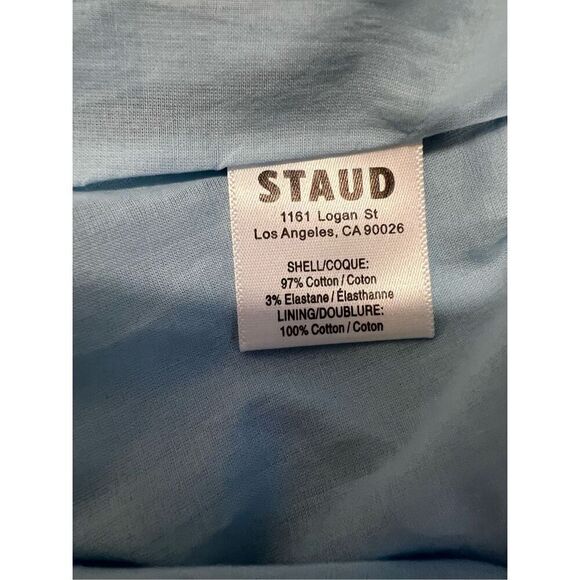 STAUD
1161 Logan St
Los Angeles, CA 90026
SHELL/COQUE:
97% Cotton / Coton
3% Elastane / Élasthanne
LINING/DOUBLURE:
100% Cotton / Coton